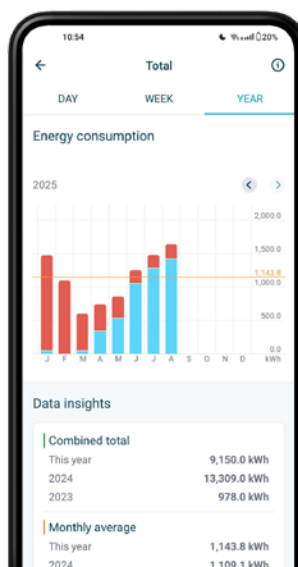 10:54
20%
Total
DAY WEEK YEAR
Energy consumption
2025
2,000.0
1,500.0
1,143.8
1,000.0
500.0
0.0
J F M A M J J A S O N D kWh
Data insights
Combined total
This year 9,150.0 kWh
2024 13,309.0 kWh
2023 978.0 kWh
Monthly average
This year 1,143.8 kWh
2024 1,109.1 kWh